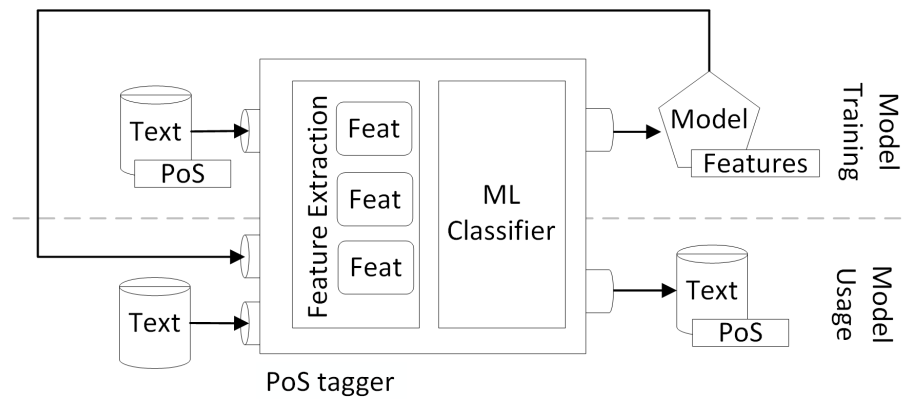 Text
PoS
Feature Extraction
Feat
Feat
Feat
ML
Classifier
Model
Features
Model
Training
Text
Text
PoS
Model
Usage
PoS tagger